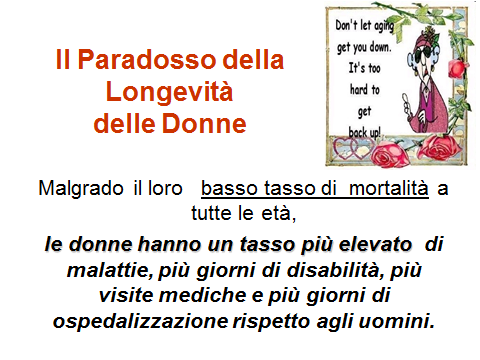 Il Paradosso della
Longevità
delle Donne
Don't let aging
get you down.
It's too
hard to
get
back up!
Malgrado il loro basso tasso di mortalità a
tutte le età,
le donne hanno un tasso più elevato di
malattie, più giorni di disabilità, più
visite mediche e più giorni di
ospedalizzazione rispetto agli uomini.